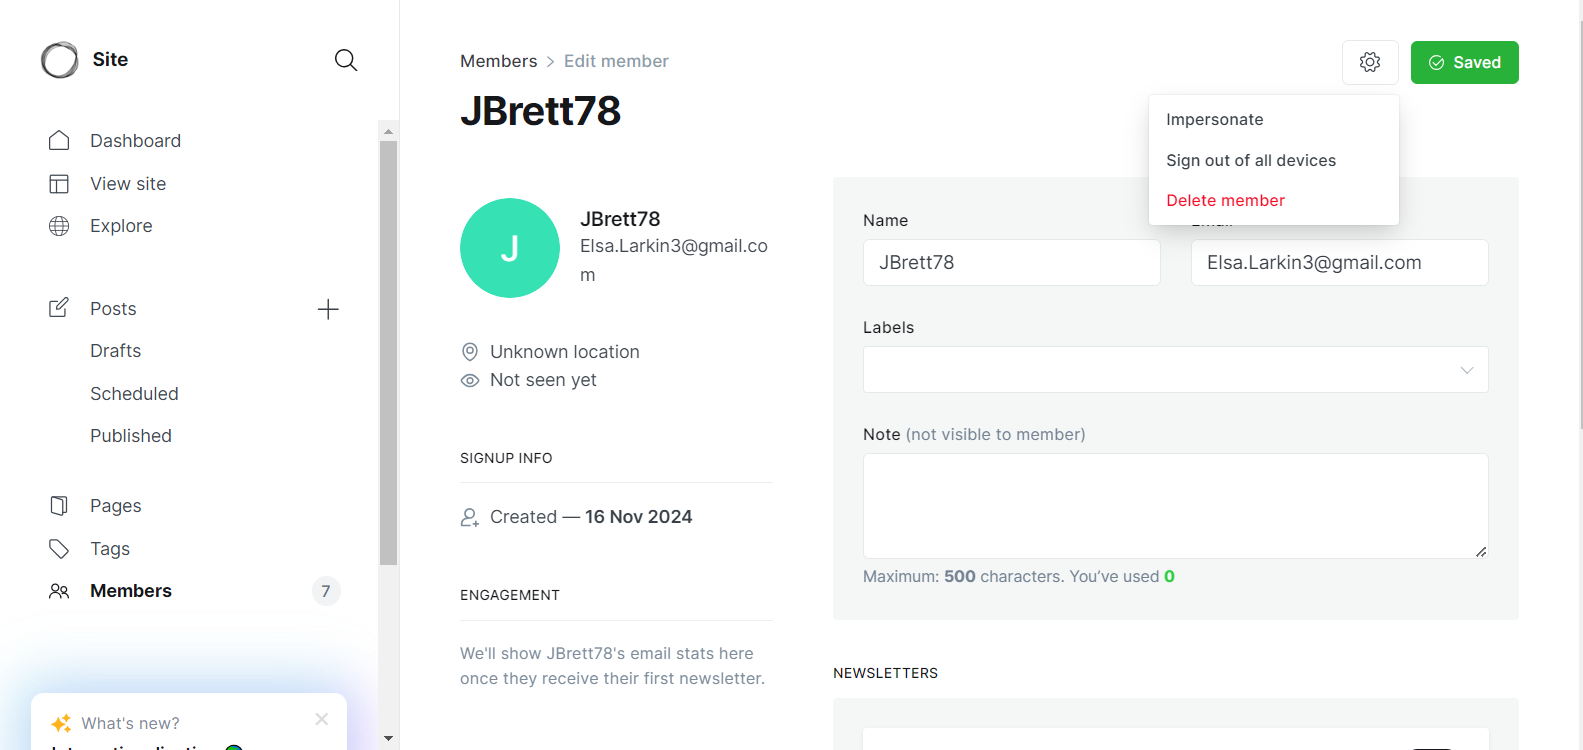 Site
Dashboard
View site
Explore
Posts
Drafts
Scheduled
Published
Pages
Tags
Members
7
What's new?
Members > Edit member
JBrett78
Saved
Impersonate
Sign out of all devices
Delete member
J
JBrett78
Elsa.Larkin3@gmail.co
m
Unknown location
Not seen yet
SIGNUP INFO
Created — 16 Nov 2024
ENGAGEMENT
We'll show JBrett78's email stats here
once they receive their first newsletter.
Name
JBrett78
Elsa.Larkin3@gmail.com
Labels
Note (not visible to member)
Maximum: 500 characters. You've used 0
NEWSLETTERS